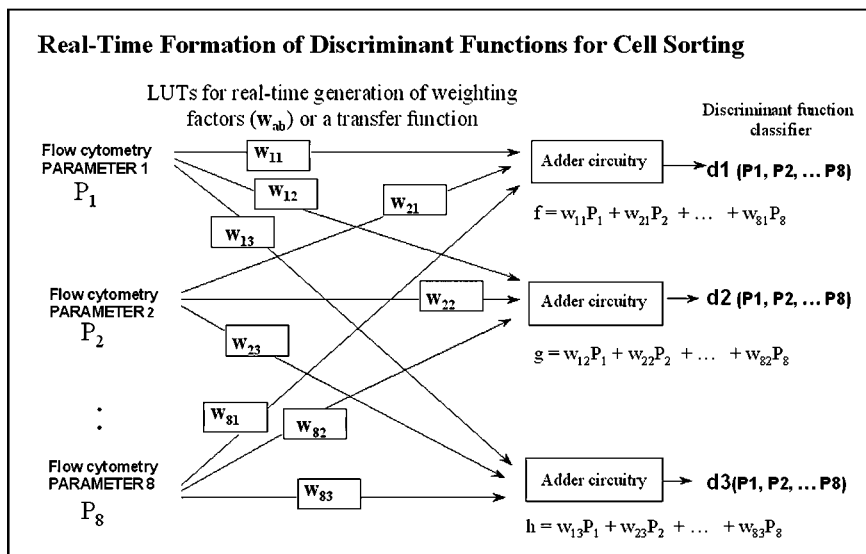 Real-Time Formation of Discriminant Functions for Cell Sorting
LUTs for real-time generation of weighting
factors (w_ab) or a transfer function
Discriminant function
classifier
Flow cytometry
PARAMETER 1
P₁
w₁₁
w₁₂
w₁₃
w₂₁
Adder circuitry
d1 (P1, P2, ... P8)
f = w₁₁P₁ + w₂₁P₂ + ... + w₈₁P₈
Flow cytometry
PARAMETER 2
P₂
w₂₂
w₂₃
Adder circuitry
d2 (P1, P2, ... P8)
g = w₁₂P₁ + w₂₂P₂ + ... + w₈₂P₈
:
w₈₁
w₈₂
Flow cytometry
PARAMETER 8
P₈
w₈₃
Adder circuitry
d3(P1, P2, ... P8)
h = w₁₃P₁ + w₂₃P₂ + ... + w₈₃P₈